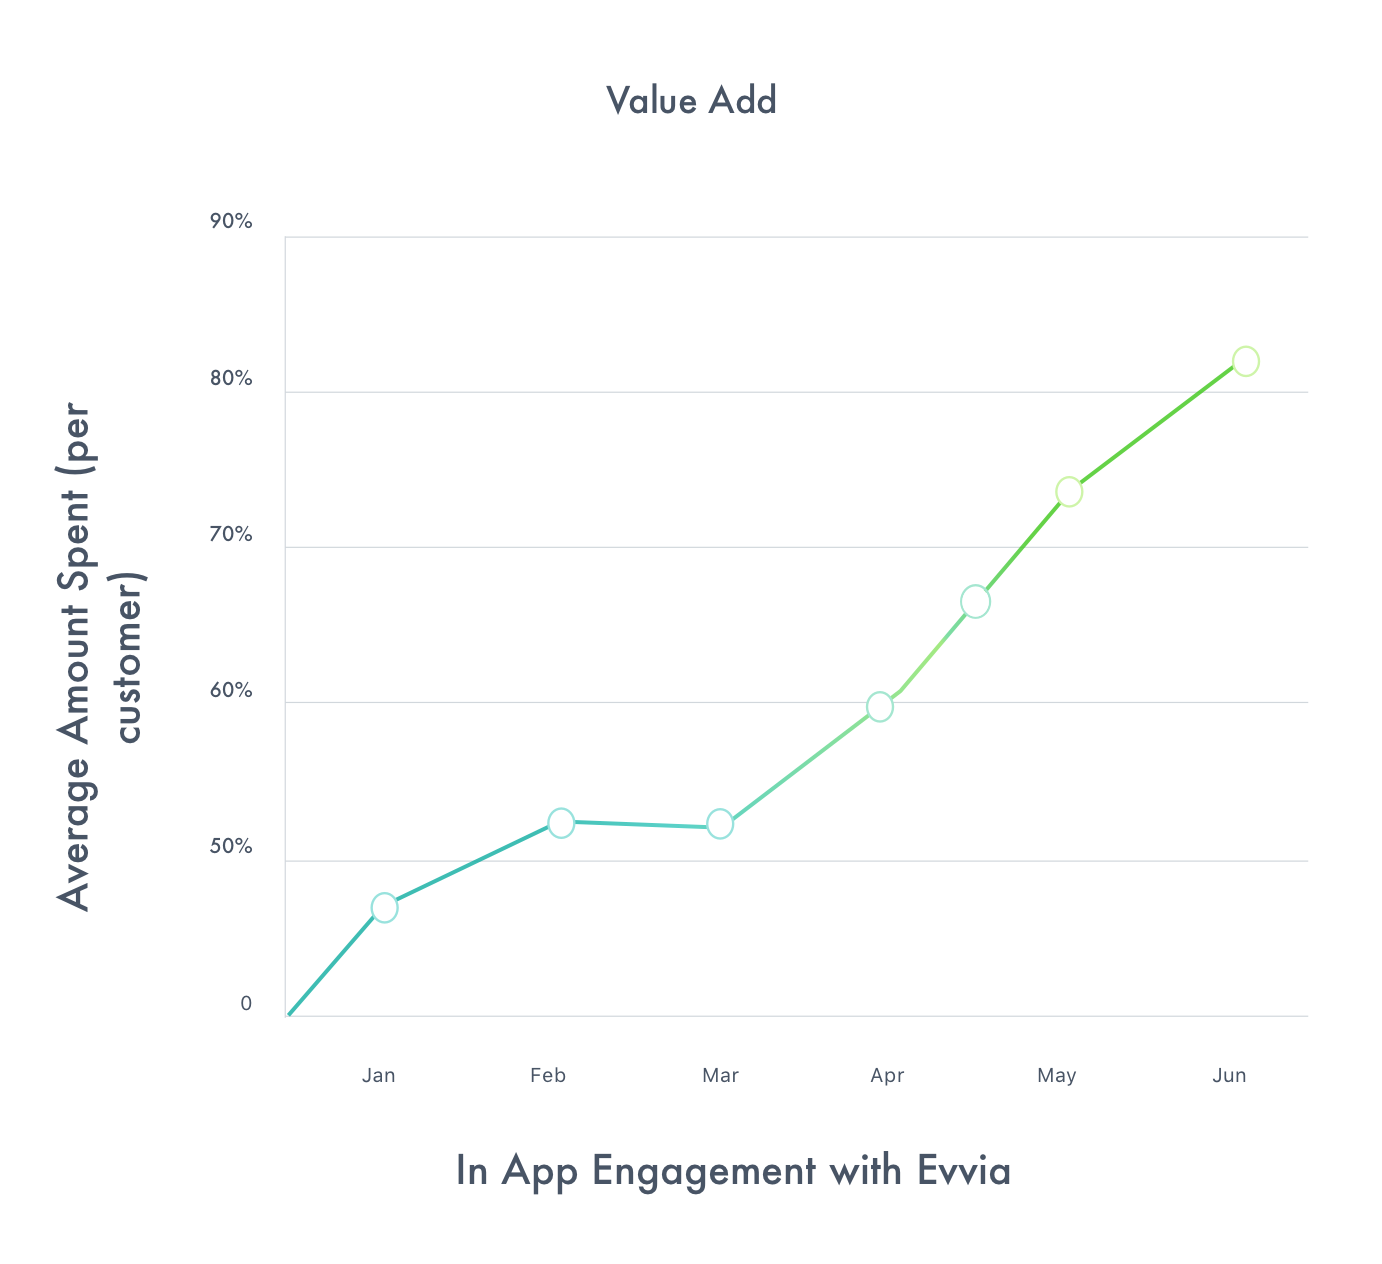 Value Add
90%
80%
70%
60%
50%
0
Average Amount Spent (per
customer)
Jan Feb Mar Apr May Jun
In App Engagement with Evvia